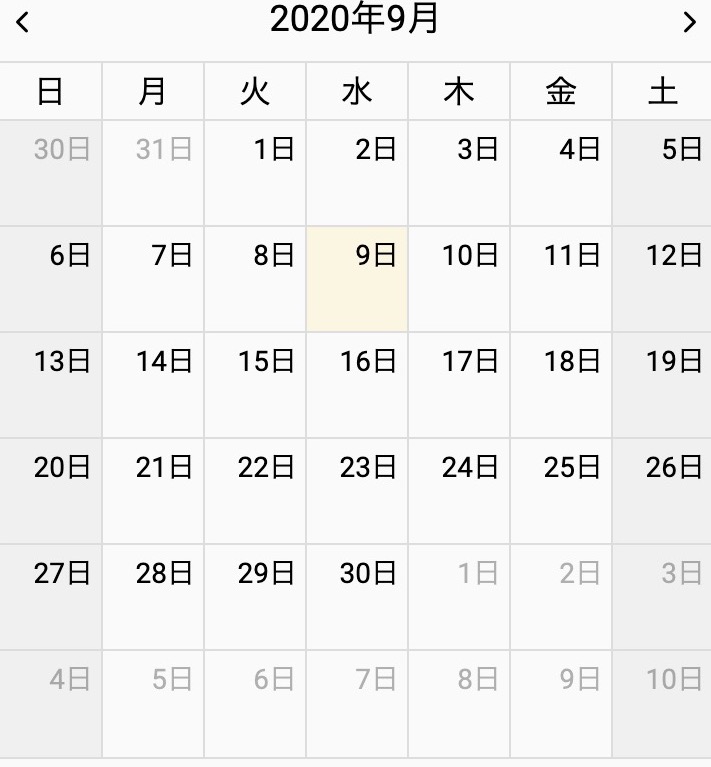 2020年9月
日 月 火 水 木 金 土
30日 31日 1日 2日 3日 4日 5日
6日 7日 8日 9日 10日 11日 12日
13日 14日 15日 16日 17日 18日 19日
20日 21日 22日 23日 24日 25日 26日
27日 28日 29日 30日 1日 2日 3日
4日 5日 6日 7日 8日 9日 10日